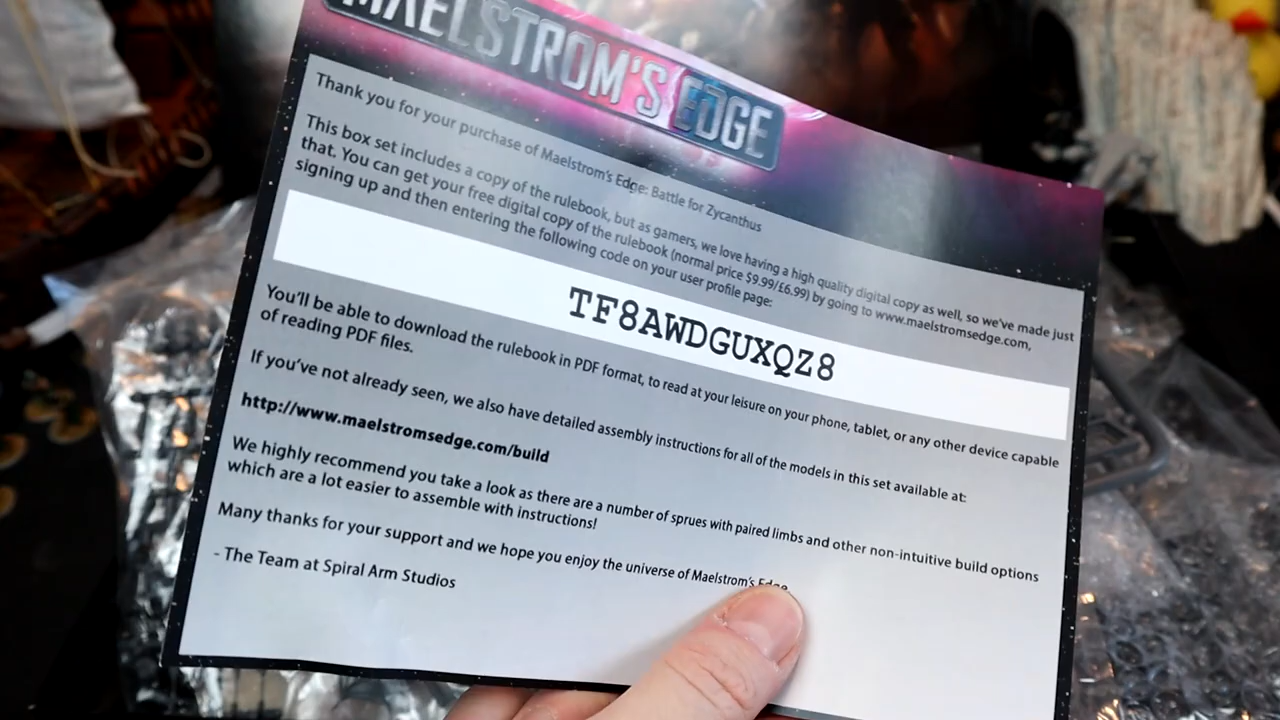 MAELSTROM'S EDGE
Thank you for your purchase of Maelstrom's Edge: Battle for Zycanthus
This box set includes a copy of the rulebook, but as gamers, we love having a high quality digital copy as well, so we've made just
that. You can get your free digital copy of the rulebook (normal price $9.99/£6.99) by going to www.maelstromsedge.com,
signing up and then entering the following code on your user profile page:
TF8AWDGUXQZ8
You'll be able to download the rulebook in PDF format, to read at your leisure on your phone, tablet, or any other device capable
of reading PDF files.
If you've not already seen, we also have detailed assembly instructions for all of the models in this set available at:
http://www.maelstromsedge.com/build
We highly recommend you take a look as there are a number of sprues with paired limbs and other non-intuitive build options
which are a lot easier to assemble with instructions!
Many thanks for your support and we hope you enjoy the universe of Maelstrom's Edge
- The Team at Spiral Arm Studios